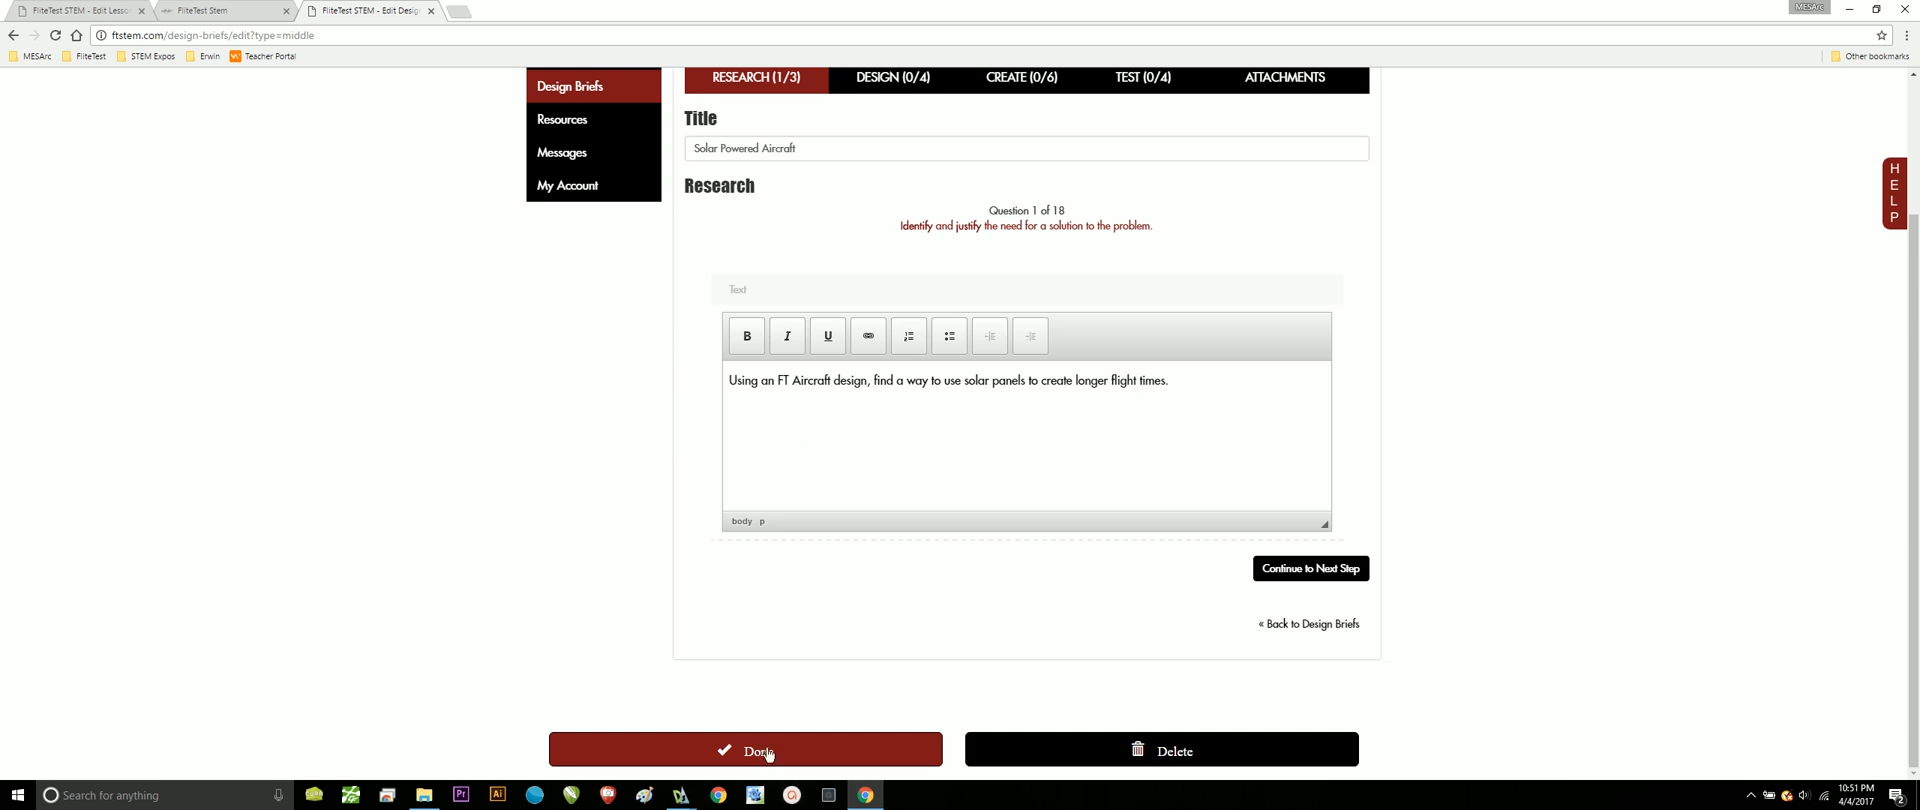 FliteTest STEM - Edit Lesso
FliteTest Stem
FliteTest STEM - Edit Desig
MESArc
ftstem.com/design-briefs/edit?type=middle
MESArc
FliteTest
STEM Expos
Erwin
Teacher Portal
Other bookmarks
Design Briefs
Resources
Messages
My Account
RESEARCH (1/3)
DESIGN (0/4)
CREATE (0/6)
TEST (0/4)
ATTACHMENTS
HELP
Title
Solar Powered Aircraft
Research
Question 1 of 18
Identify and justify the need for a solution to the problem.
Text
B
I
U
Using an FT Aircraft design, find a way to use solar panels to create longer flight times.
body p
Continue to Next Step
« Back to Design Briefs
Done
Delete
Search for anything
Pr
Ai
10:51 PM
4/4/2017
2